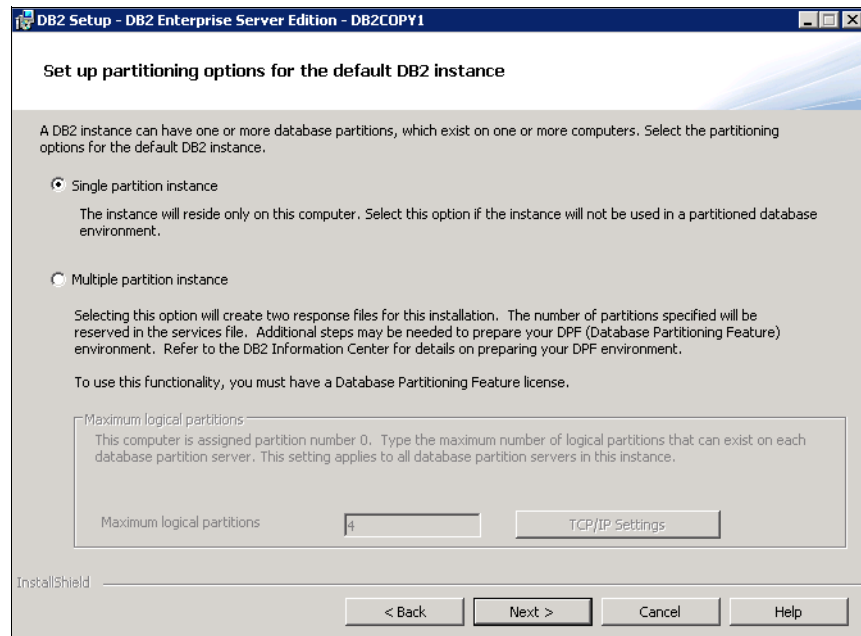 DB2 Setup - DB2 Enterprise Server Edition - DB2COPY1
Set up partitioning options for the default DB2 instance
A DB2 instance can have one or more database partitions, which exist on one or more computers. Select the partitioning
options for the default DB2 instance.
Single partition instance
The instance will reside only on this computer. Select this option if the instance will not be used in a partitioned database
environment.
Multiple partition instance
Selecting this option will create two response files for this installation. The number of partitions specified will be
reserved in the services file. Additional steps may be needed to prepare your DPF (Database Partitioning Feature)
environment. Refer to the DB2 Information Center for details on preparing your DPF environment.
To use this functionality, you must have a Database Partitioning Feature license.
Maximum logical partitions
This computer is assigned partition number 0. Type the maximum number of logical partitions that can exist on each
database partition server. This setting applies to all database partition servers in this instance.
Maximum logical partitions 4 TCP/IP Settings
InstallShield
< Back Next > Cancel Help